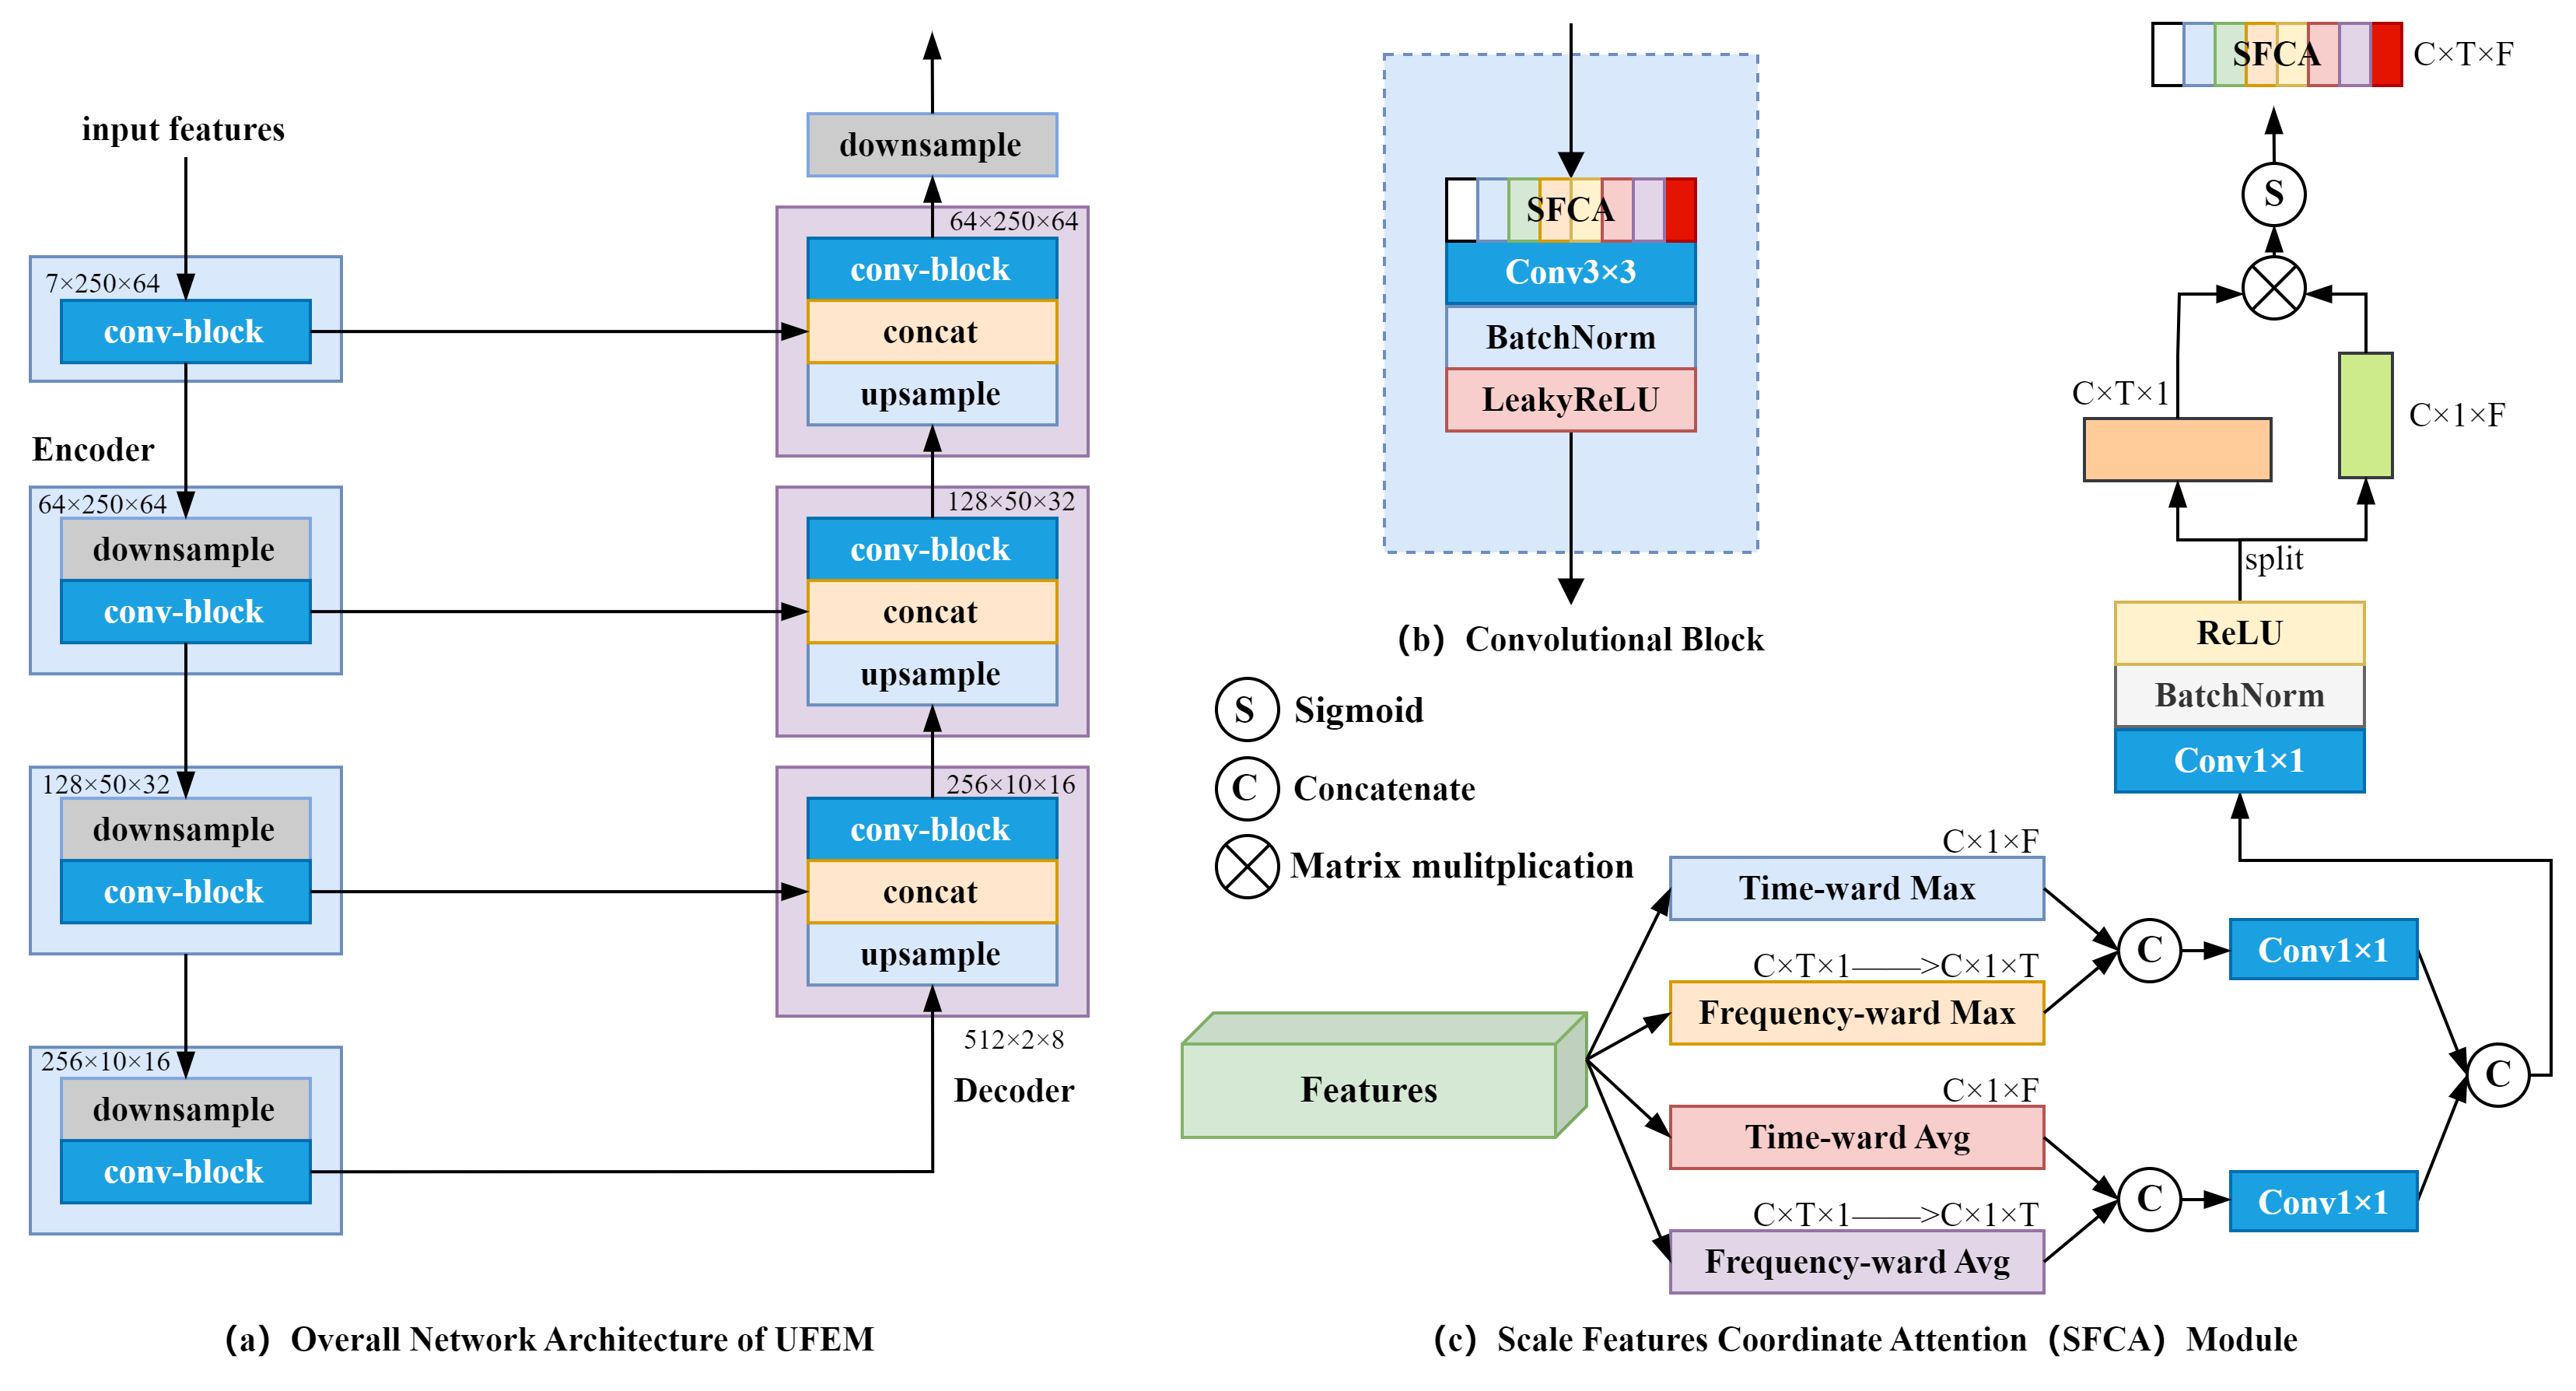 input features
7×250×64
conv-block
Encoder
64×250×64
downsample
conv-block
128×50×32
downsample
conv-block
256×10×16
downsample
conv-block
downsample
64×250×64
conv-block
concat
upsample
128×50×32
conv-block
concat
upsample
256×10×16
conv-block
concat
upsample
512×2×8
Decoder
(a) Overall Network Architecture of UFEM
SFCA
Conv3×3
BatchNorm
LeakyReLU
(b) Convolutional Block
S Sigmoid
C Concatenate
Matrix mulitplication
SFCA C×T×F
S
C×T×1
C×1×F
split
ReLU
BatchNorm
Conv1×1
C×1×F
Time-ward Max
C×T×1——>C×1×T
Frequency-ward Max
C
Conv1×1
Features
C
C×1×F
Time-ward Avg
C×T×1——>C×1×T
Frequency-ward Avg
C
Conv1×1
(c) Scale Features Coordinate Attention (SFCA) Module